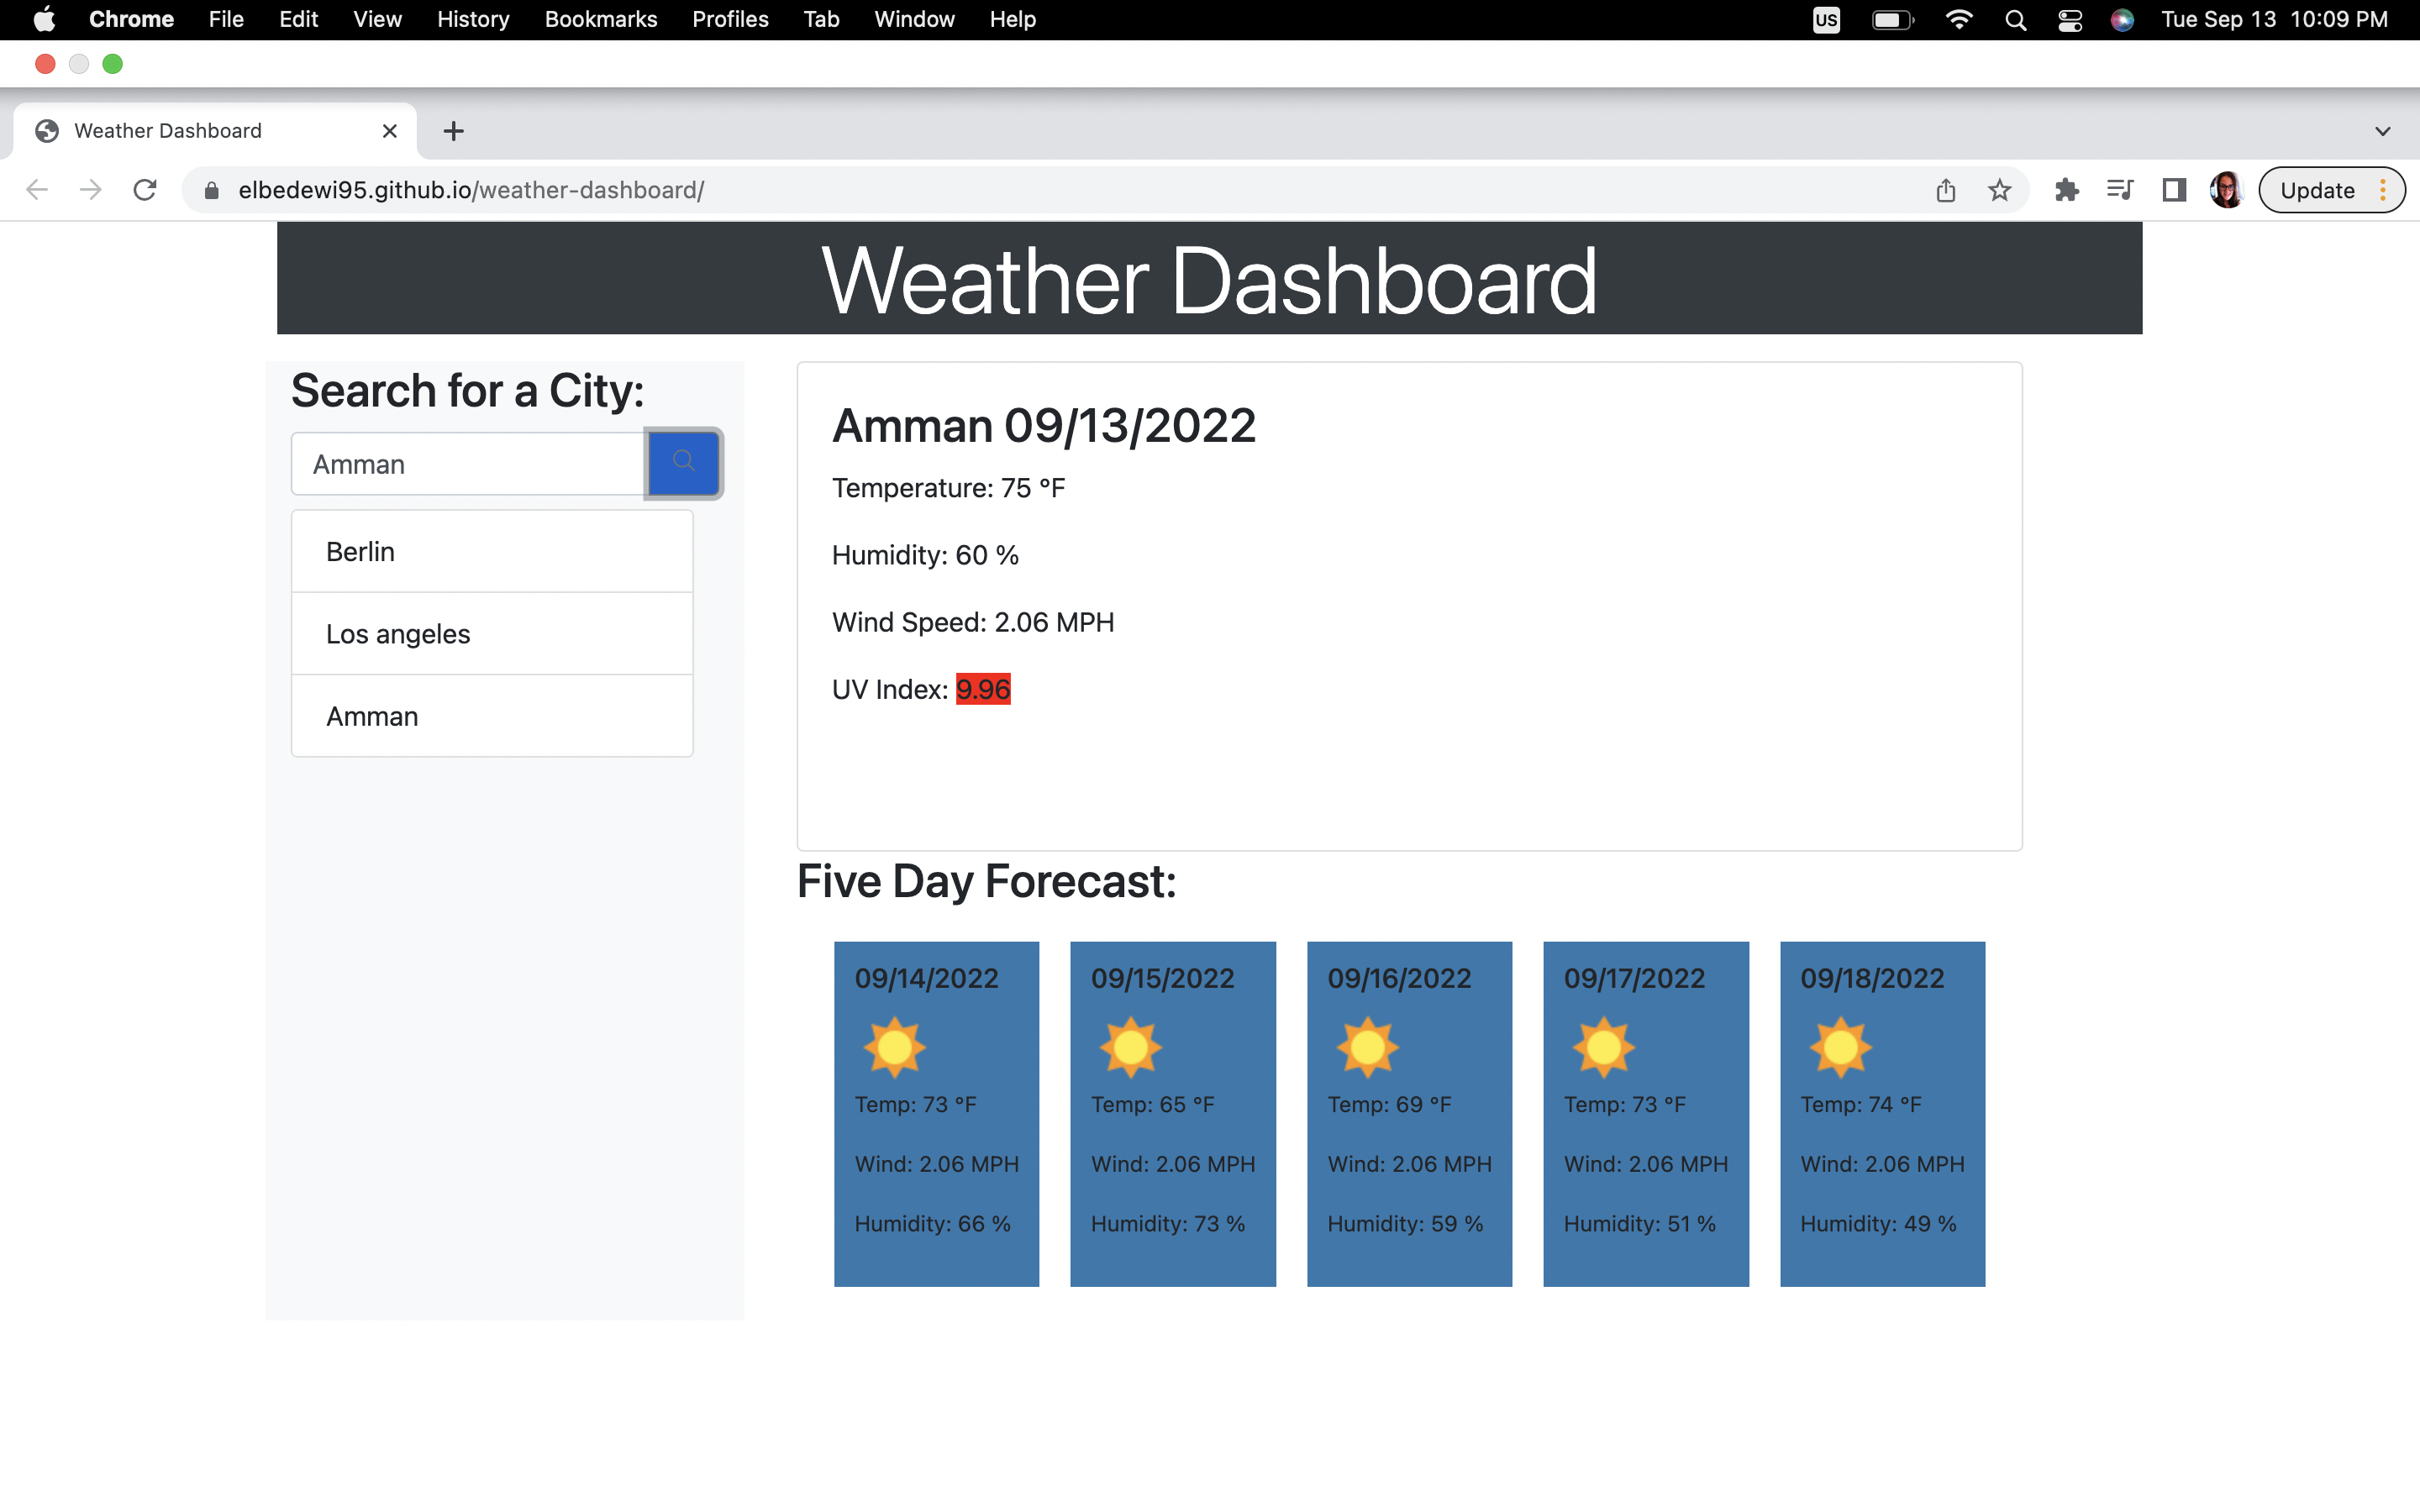 Chrome File Edit View History Bookmarks Profiles Tab Window Help US Tue Sep 13 10:09 PM
Weather Dashboard
elbedewi95.github.io/weather-dashboard/ Update
Weather Dashboard
Search for a City:
Amman
Berlin
Los angeles
Amman
Amman 09/13/2022
Temperature: 75 °F
Humidity: 60 %
Wind Speed: 2.06 MPH
UV Index: 9.96
Five Day Forecast:
09/14/2022
Temp: 73 °F
Wind: 2.06 MPH
Humidity: 66 %
09/15/2022
Temp: 65 °F
Wind: 2.06 MPH
Humidity: 73 %
09/16/2022
Temp: 69 °F
Wind: 2.06 MPH
Humidity: 59 %
09/17/2022
Temp: 73 °F
Wind: 2.06 MPH
Humidity: 51 %
09/18/2022
Temp: 74 °F
Wind: 2.06 MPH
Humidity: 49 %